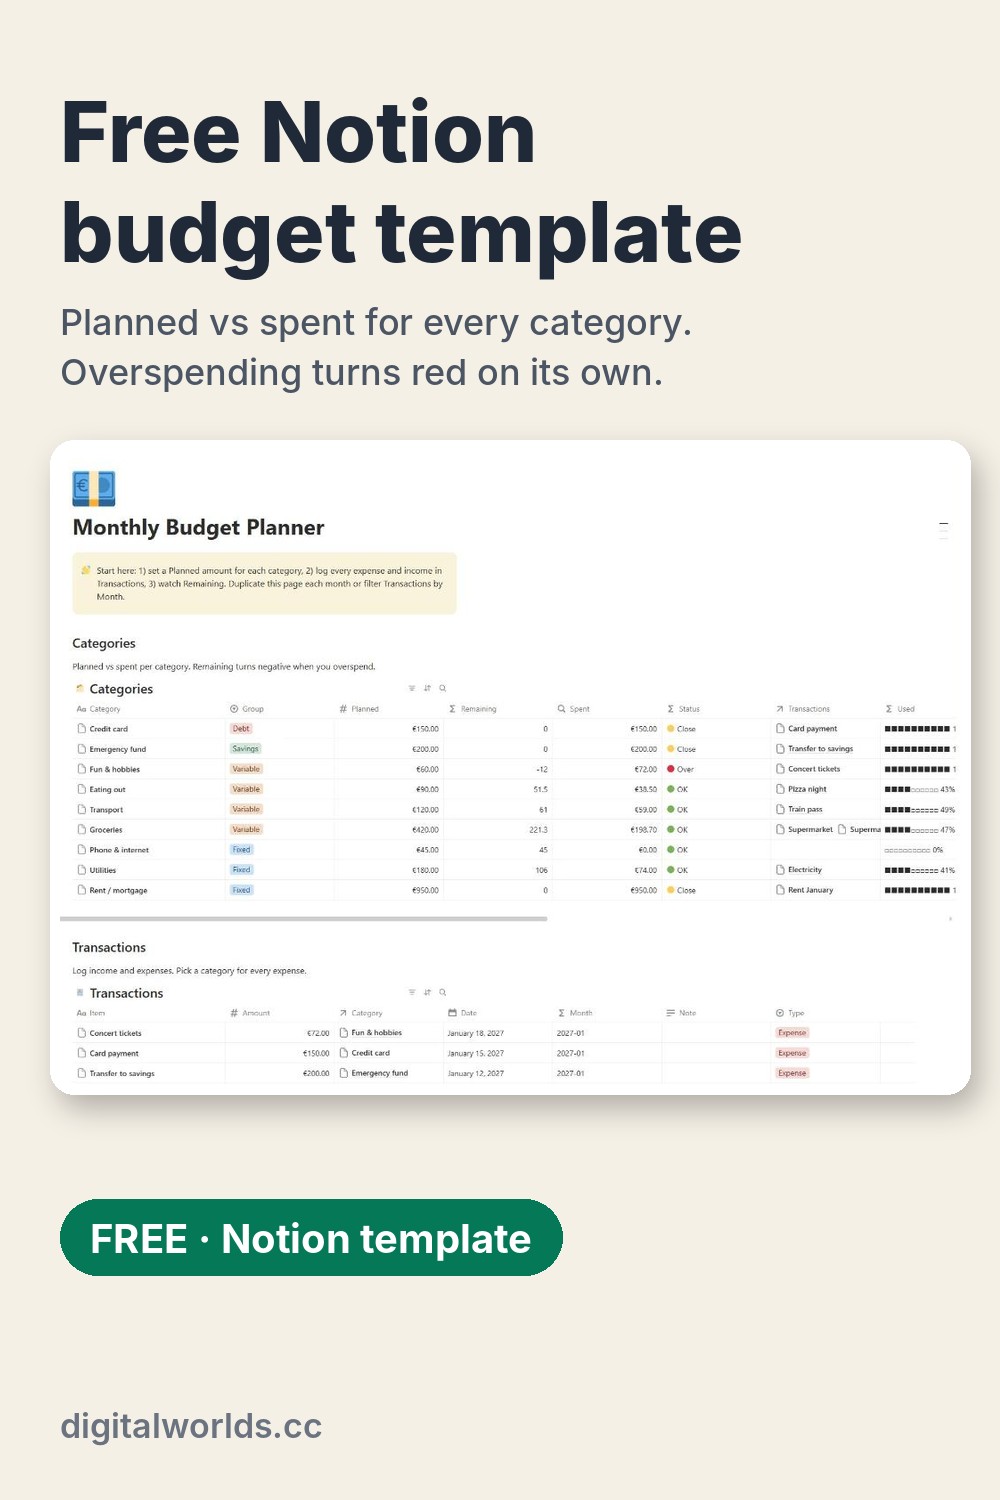 Free Notion
budget template
Planned vs spent for every category.
Overspending turns red on its own.
Monthly Budget Planner
Start here: 1) set a Planned amount for each category, 2) log every expense and income in
Transactions, 3) watch Remaining. Duplicate this page each month or filter Transactions by
Month.
Categories
Planned vs spent per category. Remaining turns negative when you overspend.
Categories
Aa Category Group # Planned Σ Remaining Spent Σ Status Transactions Σ Used
Credit card Debt €150.00 0 €150.00 Close Card payment 1
Emergency fund Savings €200.00 0 €200.00 Close Transfer to savings 1
Fun & hobbies Variable €60.00 -12 €72.00 Over Concert tickets 1
Eating out Variable €90.00 51.5 €38.50 OK Pizza night 43%
Transport Variable €120.00 61 €59.00 OK Train pass 49%
Groceries Variable €420.00 221.3 €198.70 OK Supermarket Superma 47%
Phone & internet Fixed €45.00 45 €0.00 OK 0%
Utilities Fixed €180.00 106 €74.00 OK Electricity 41%
Rent / mortgage Fixed €950.00 0 €950.00 Close Rent January 1
Transactions
Log income and expenses. Pick a category for every expense.
Transactions
Aa Item # Amount Category Date Σ Month Note Type
Concert tickets €72.00 Fun & hobbies January 18, 2027 2027-01 Expense
Card payment €150.00 Credit card January 15, 2027 2027-01 Expense
Transfer to savings €200.00 Emergency fund January 12, 2027 2027-01 Expense
FREE · Notion template
digitalworlds.cc